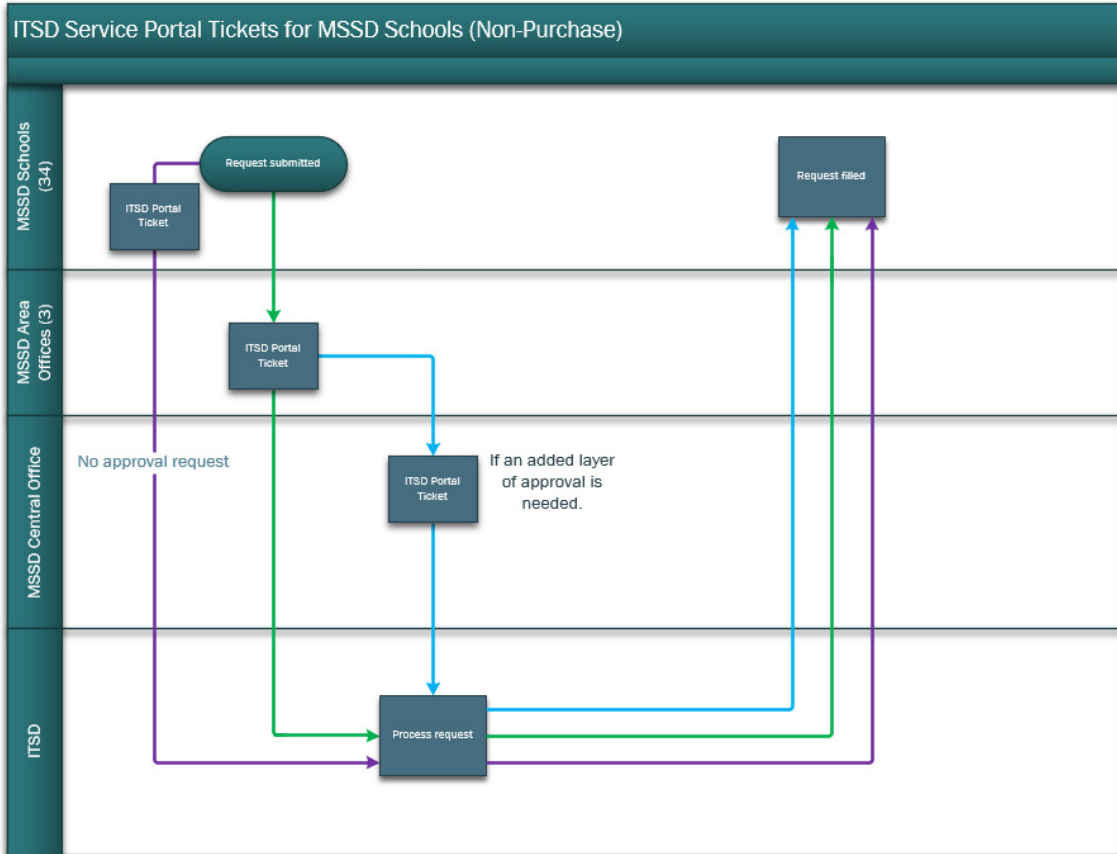 ITSD Service Portal Tickets for MSSD Schools (Non-Purchase)
MSSD Schools
(34)
Request submitted
ITSD Portal
Ticket
Request filled
MSSD Area
Offices (3)
ITSD Portal
Ticket
MSSD Central Office
No approval request
ITSD Portal
Ticket
If an added layer
of approval is
needed.
ITSD
Process request